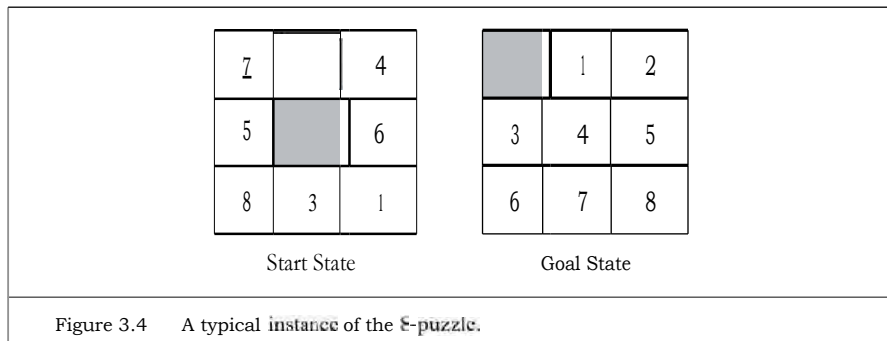 7 4
5 6
8 3 1
Start State
1 2
3 4 5
6 7 8
Goal State
Figure 3.4 A typical instance of the 8-puzzle.